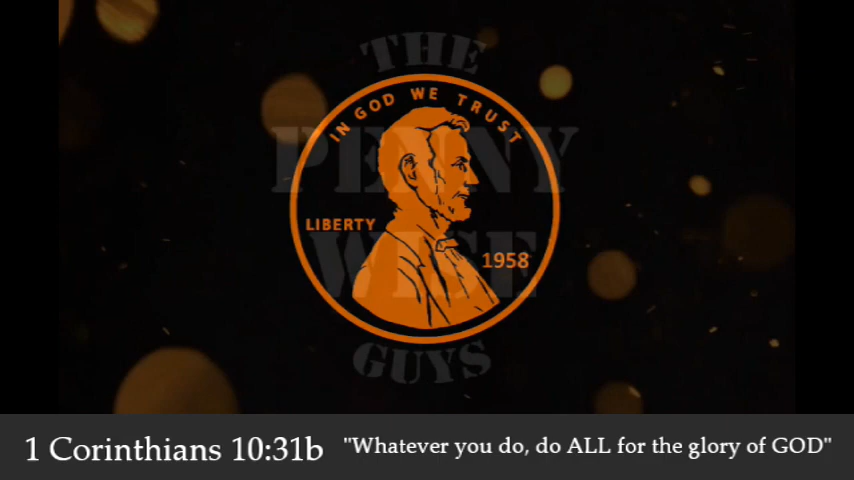 THE
IN GOD WE TRUST
PENNY
LIBERTY
WISE
1958
GUYS
1 Corinthians 10:31b
"Whatever you do, do ALL for the glory of GOD"